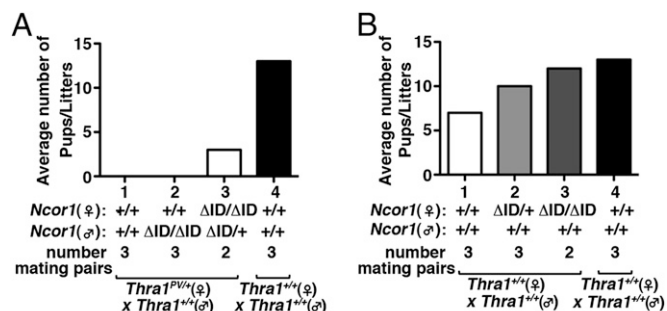 A
Average number of
Pups/Litters
15
10
5
0
1 2 3 4
Ncor1(♀): +/+ +/+ ΔID/ΔID +/+
Ncor1(♂): +/+ ΔID/ΔID ΔID/+ +/+
number
mating pairs 3 3 2 3
Thra1PV/+(♀)
x Thra1+/+(♂)
Thra1+/+(♀)
x Thra1+/+(♂)
B
Average number of
Pups/Litters
15
10
5
0
1 2 3 4
Ncor1(♀): +/+ ΔID/+ ΔID/ΔID +/+
Ncor1(♂): +/+ +/+ +/+ +/+
number
mating pairs 3 3 2 3
Thra1+/+(♀)
x Thra1+/+(♂)
Thra1+/+(♀)
x Thra1+/+(♂)